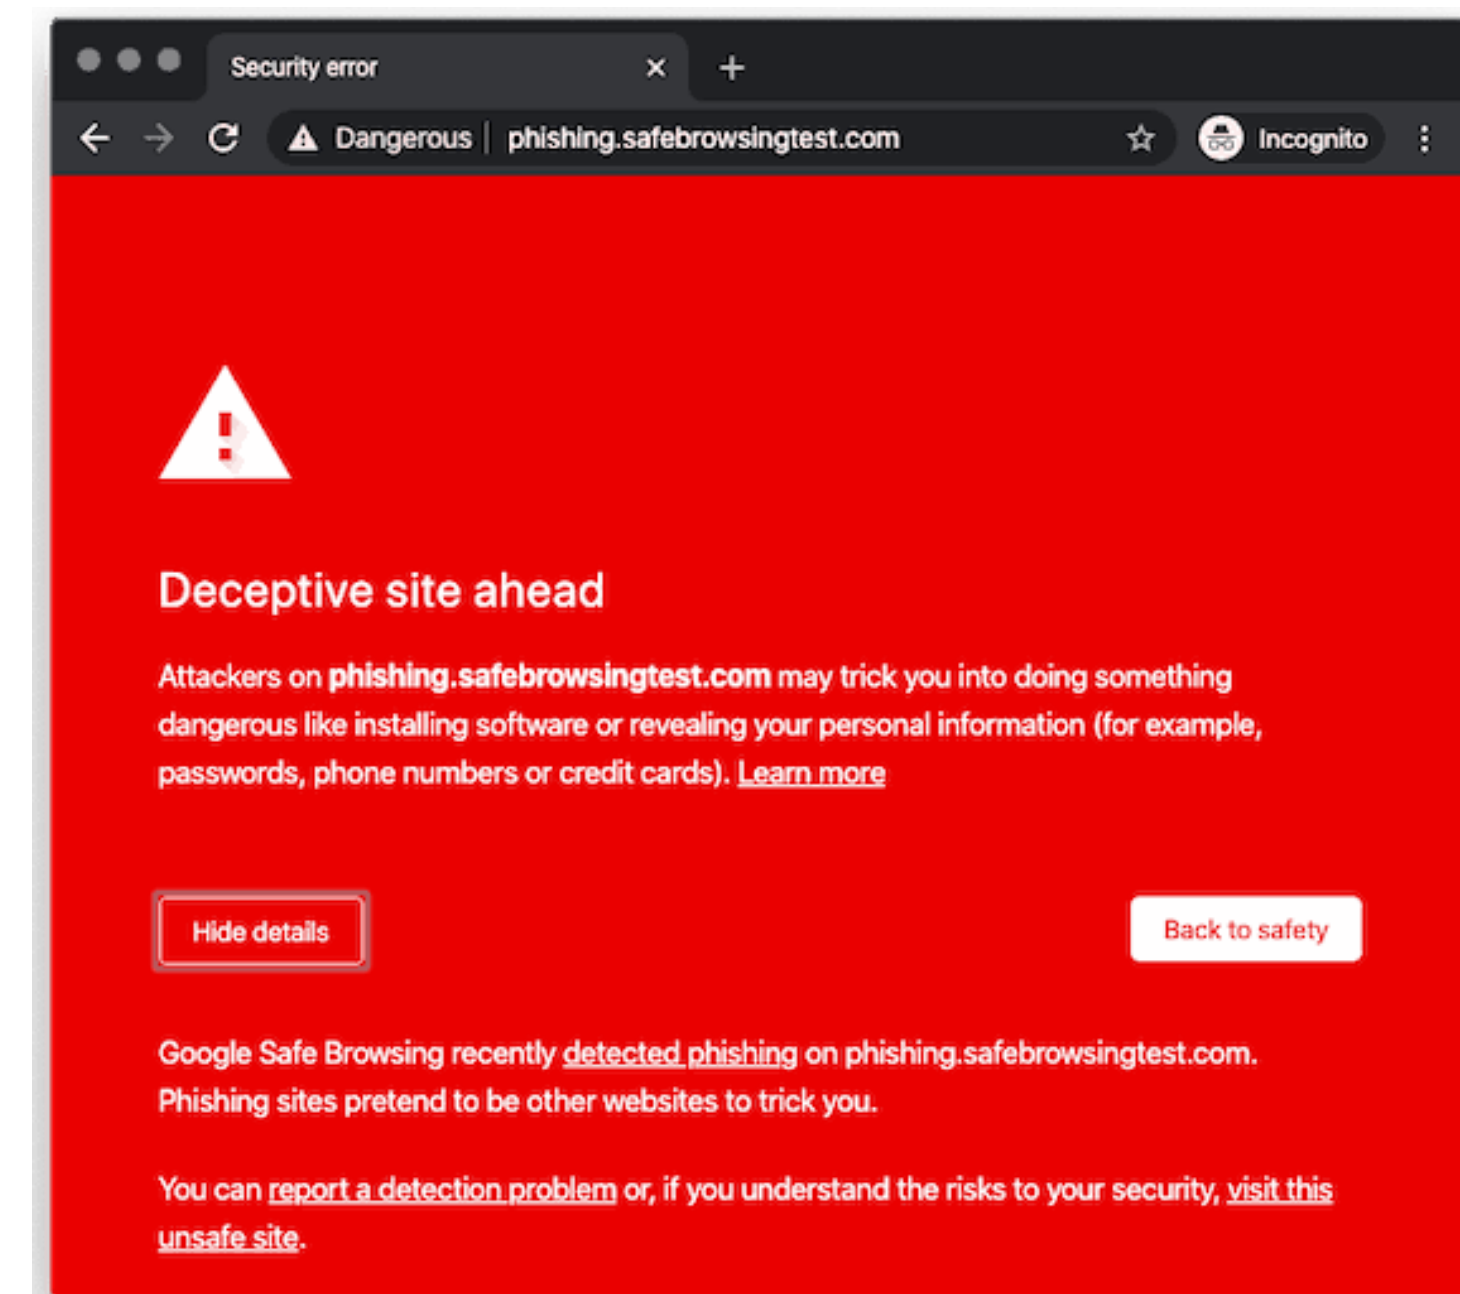 Security error
Dangerous | phishing.safebrowsingtest.com Incognito
Deceptive site ahead
Attackers on phishing.safebrowsingtest.com may trick you into doing something
dangerous like installing software or revealing your personal information (for example,
passwords, phone numbers or credit cards). Learn more
Hide details
Back to safety
Google Safe Browsing recently detected phishing on phishing.safebrowsingtest.com.
Phishing sites pretend to be other websites to trick you.
You can report a detection problem or, if you understand the risks to your security, visit this
unsafe site.